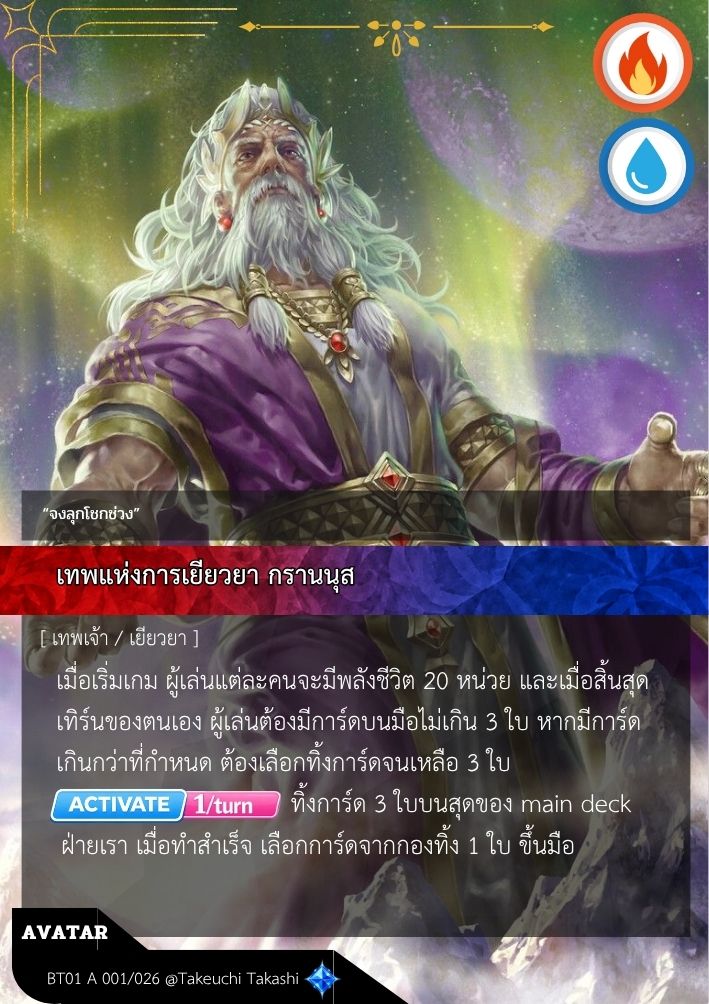 “จงลุกโชกช่วง”
เทพแห่งการเยียวยา กรานนุส
[ เทพเจ้า / เยียวยา ]
เมื่อเริ่มเกม ผู้เล่นแต่ละคนจะมีพลังชีวิต 20 หน่วย และเมื่อสิ้นสุด
เทิร์นของตนเอง ผู้เล่นต้องมีการ์ดบนมือไม่เกิน 3 ใบ หากมีการ์ด
เกินกว่าที่กำหนด ต้องเลือกทิ้งการ์ดจนเหลือ 3 ใบ
ACTIVATE 1/turn ทิ้งการ์ด 3 ใบบนสุดของ main deck
ฝ่ายเรา เมื่อทำสำเร็จ เลือกการ์ดจากกองทิ้ง 1 ใบ ขึ้นมือ
AVATAR
BT01 A 001/026 @Takeuchi Takashi